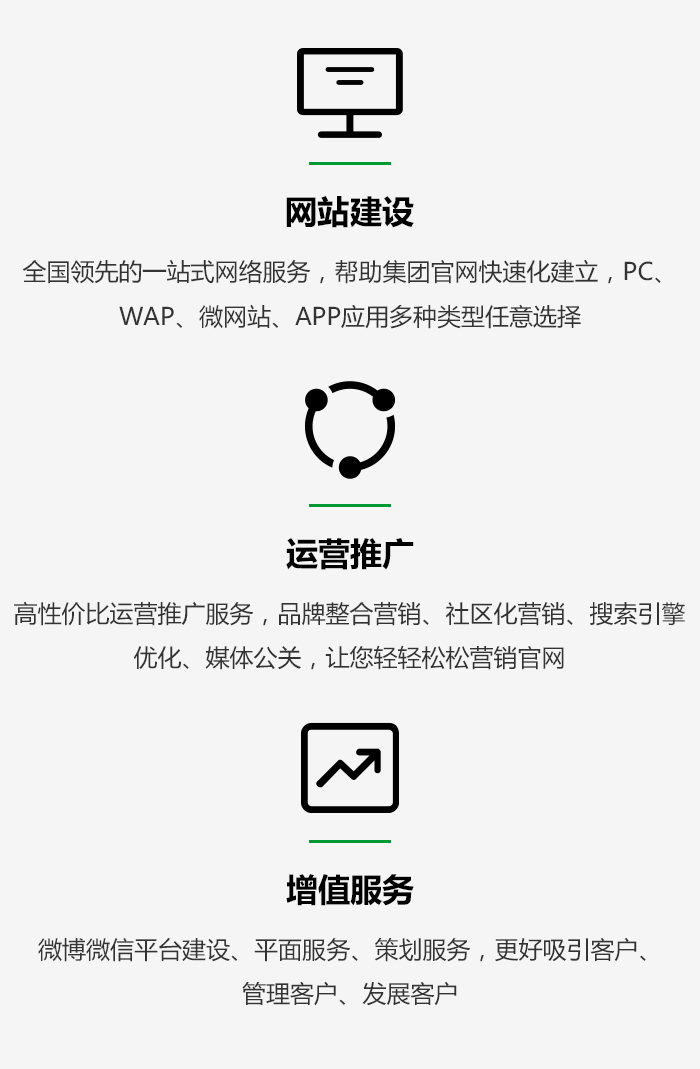 网站建设
全国领先的一站式网络服务，帮助集团官网快速化建立，PC、
WAP、微网站、APP应用多种类型任意选择
运营推广
高性价比运营推广服务，品牌整合营销、社区化营销、搜索引擎
优化、媒体公关，让您轻轻松松营销官网
增值服务
微博微信平台建设、平面服务、策划服务，更好吸引客户、
管理客户、发展客户